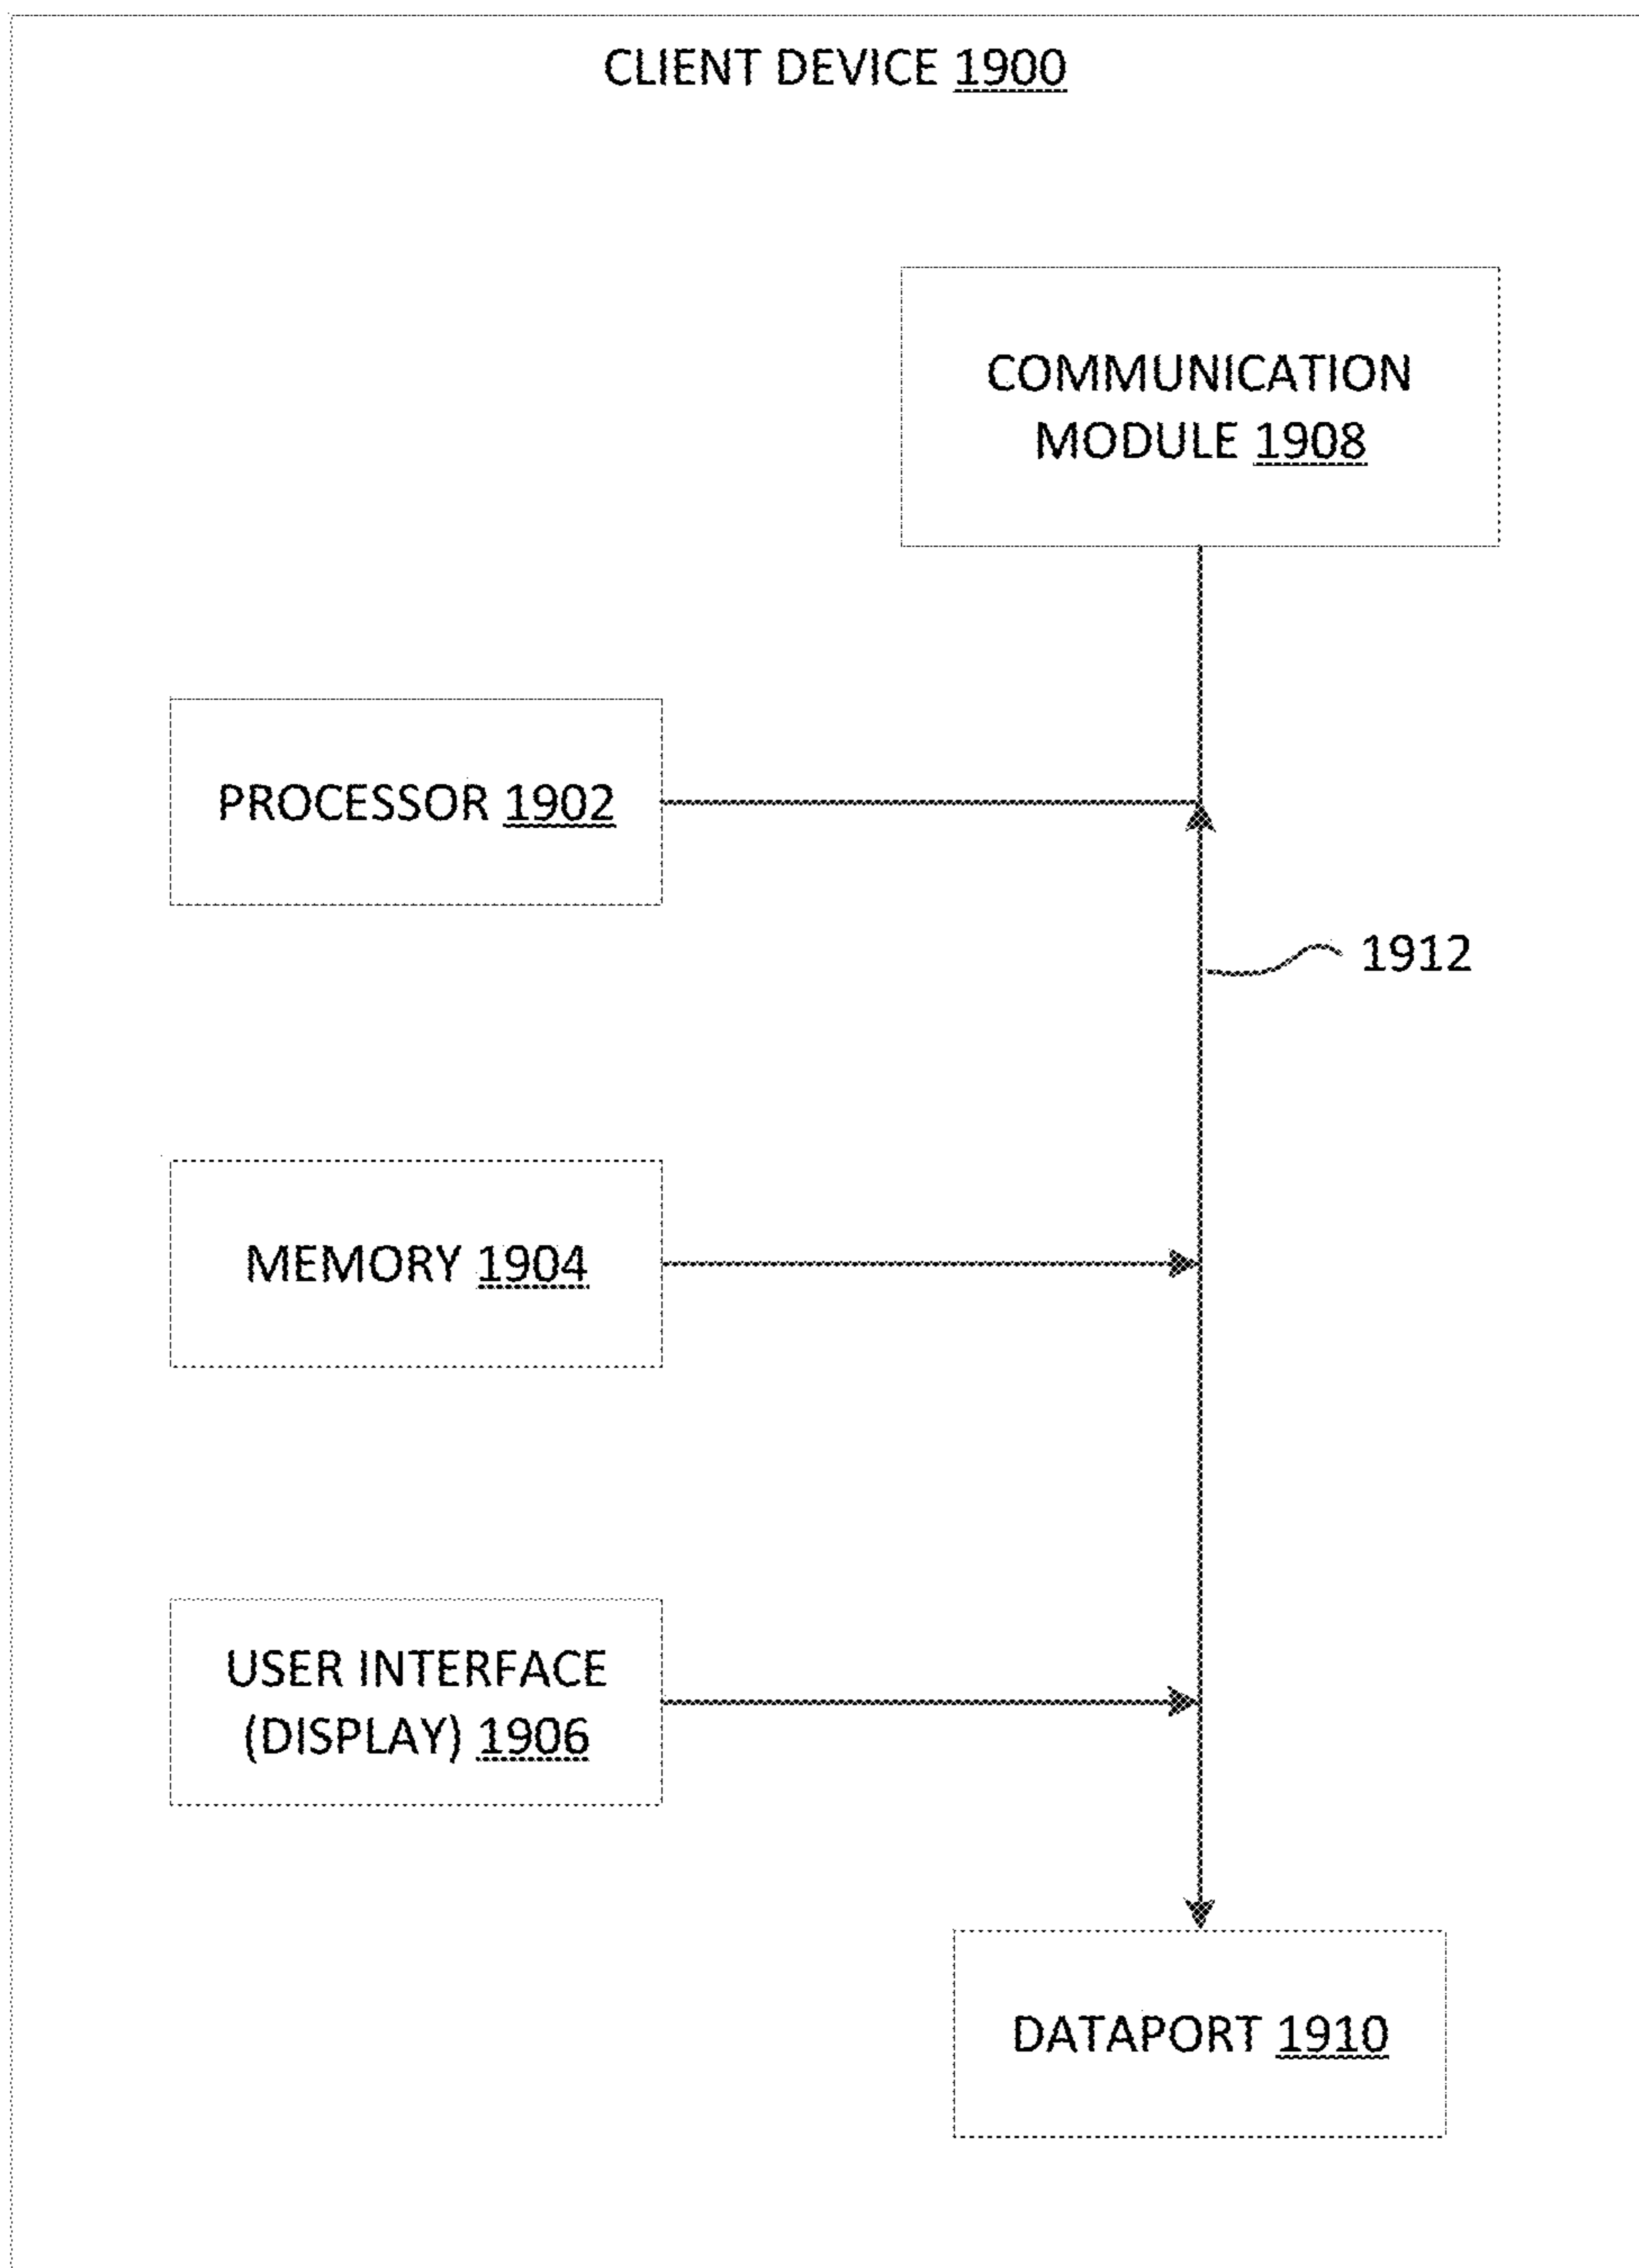 CLIENT DEVICE 1900
COMMUNICATION
MODULE 1908
PROCESSOR 1902
1912
MEMORY 1904
USER INTERFACE
(DISPLAY) 1906
DATAPORT 1910